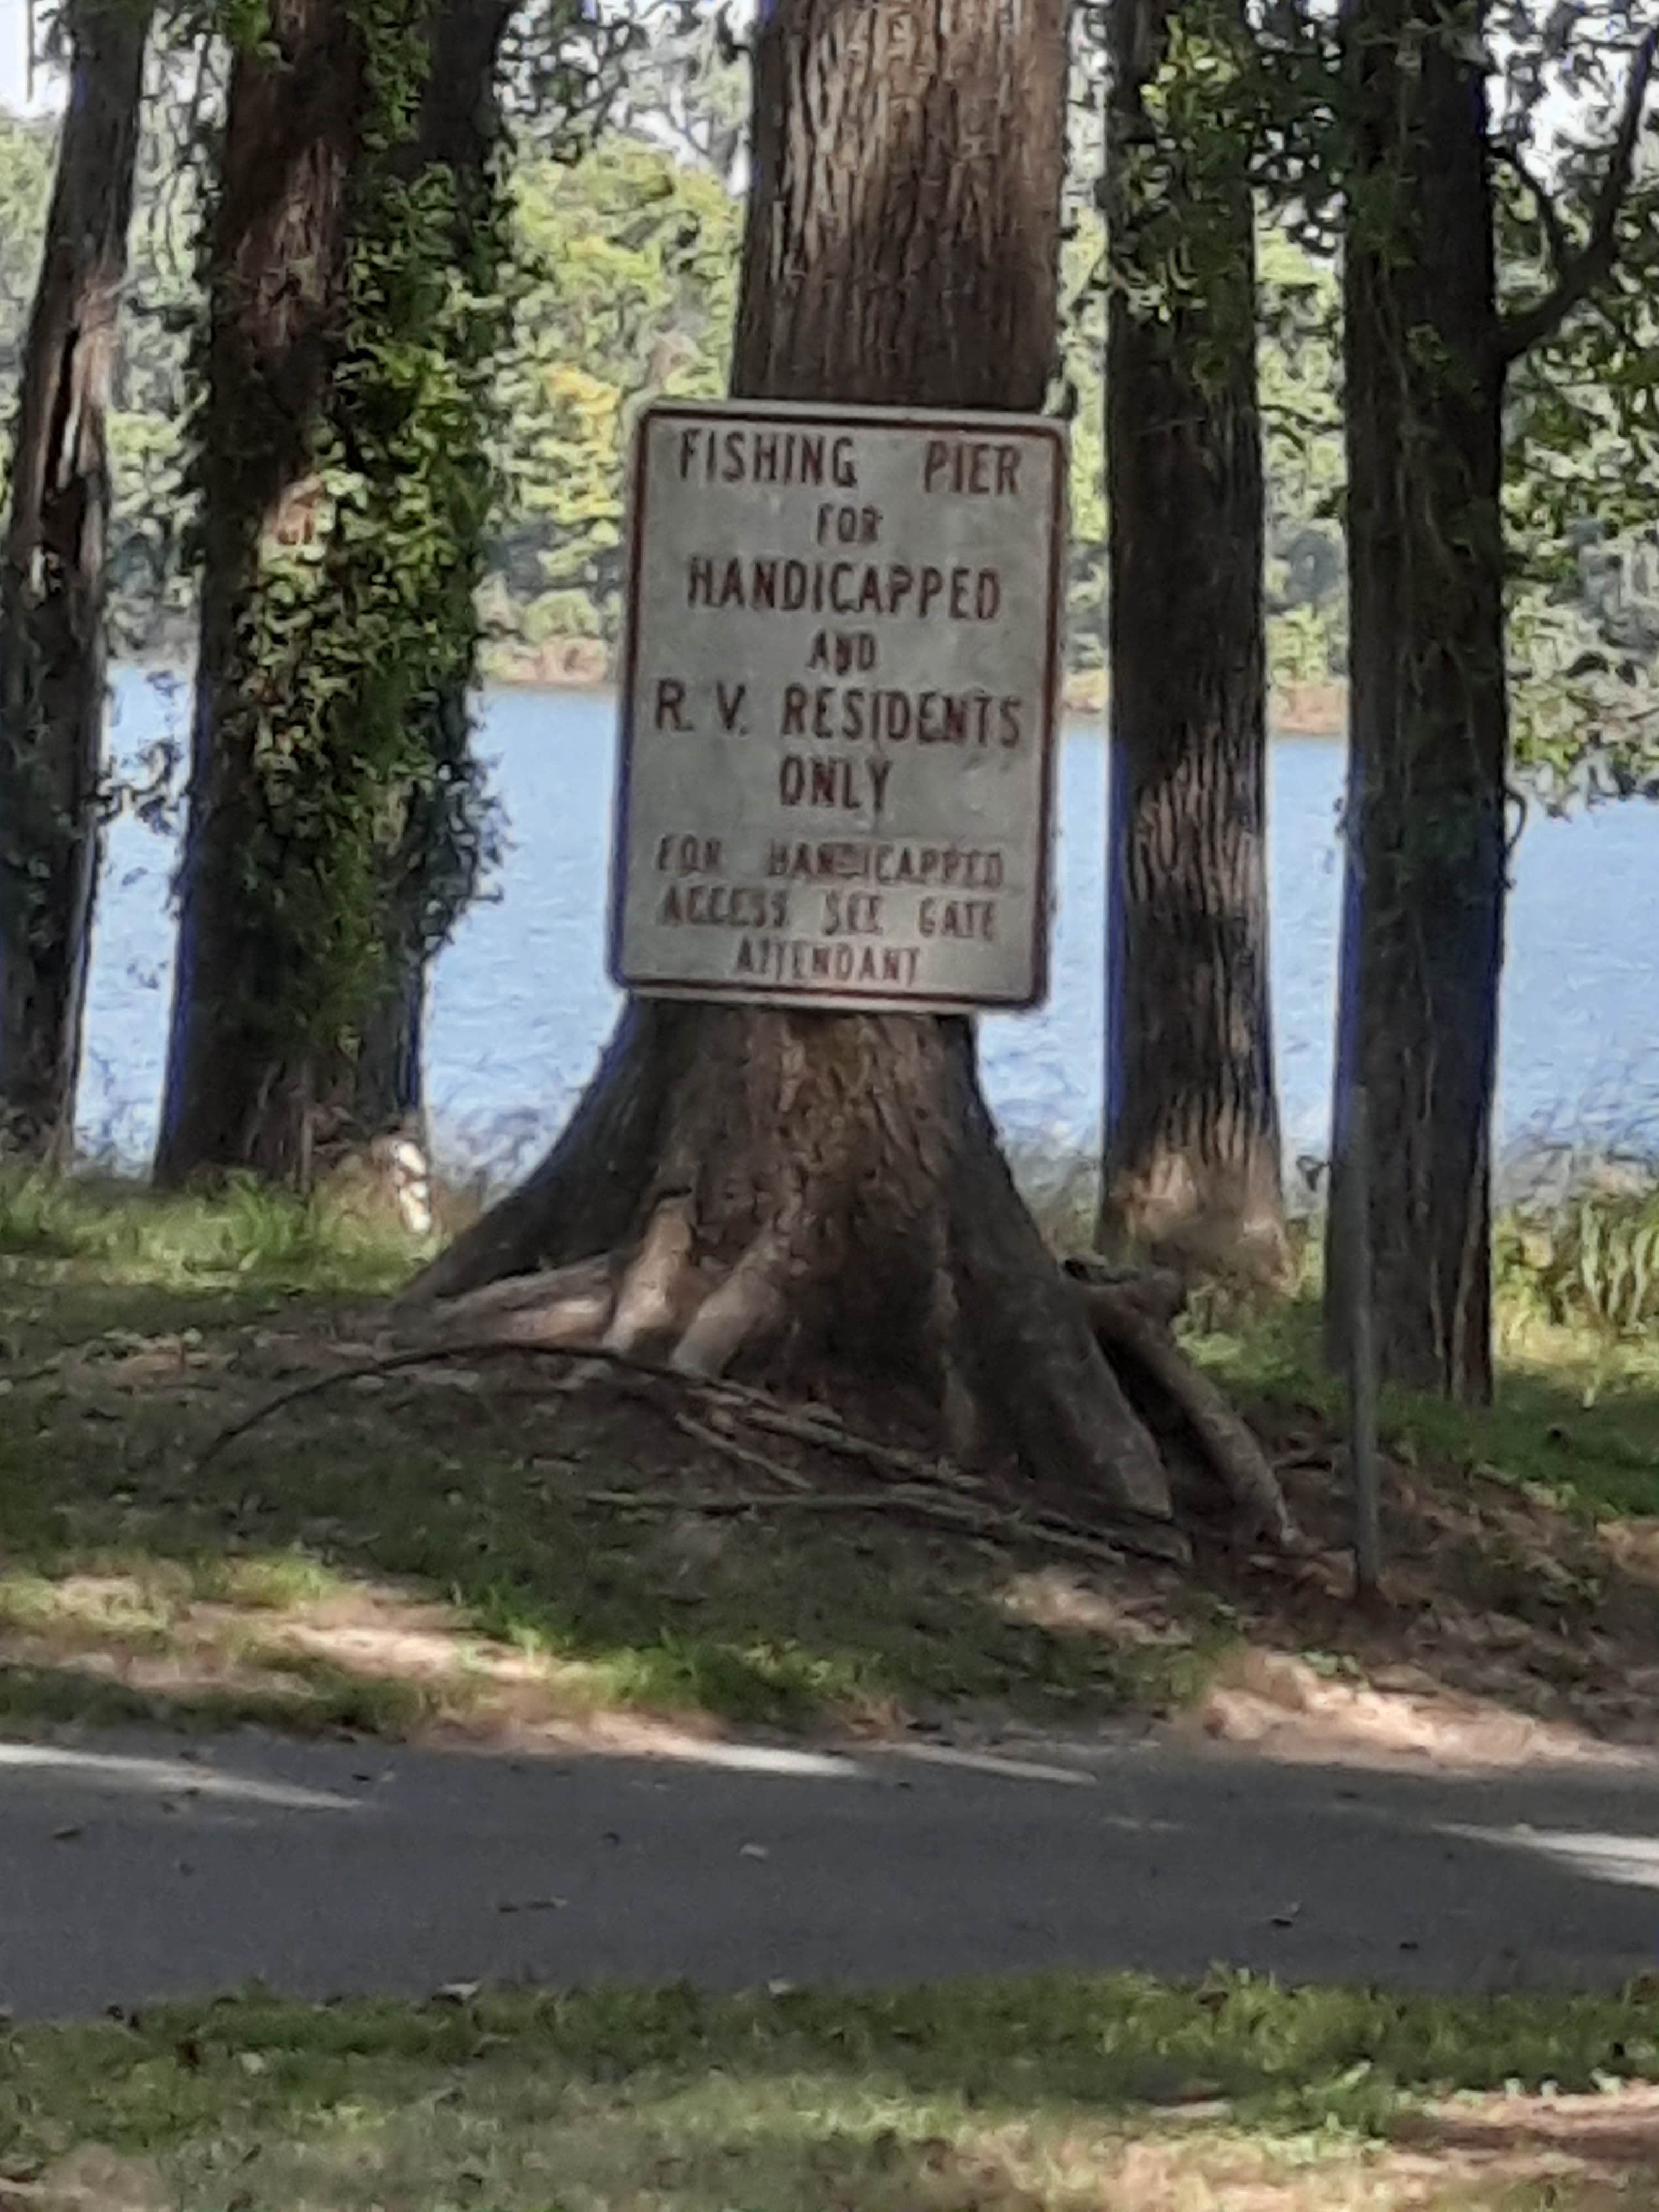 FISHING PIER
FOR
HANDICAPPED
AND
R. V. RESIDENTS
ONLY
FOR HANDICAPPED
ACCESS SEE GATE
ATTENDANT